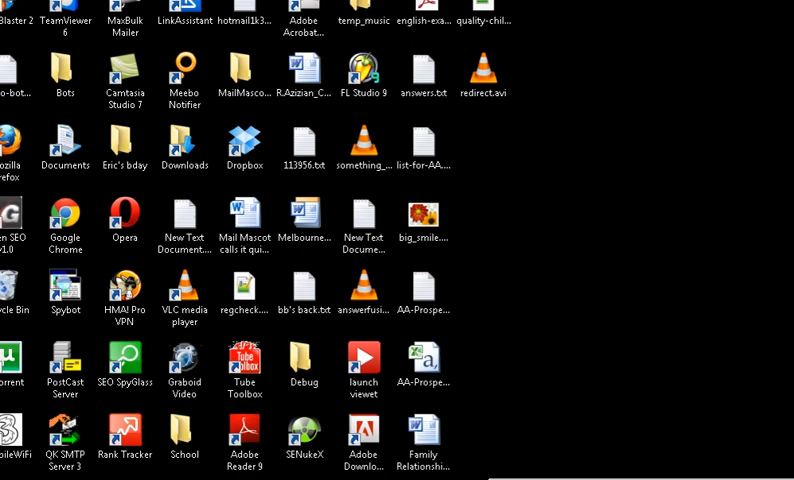 Blaster 2
TeamViewer
6
MaxBulk
Mailer
LinkAssistant
hotmail1k3...
Adobe
Acrobat...
temp_music
english-exa...
quality-chil...
o-bot...
Bots
Camtasia
Studio 7
Meebo
Notifier
MailMasco...
R.Azizian_C...
FL Studio 9
answers.txt
redirect.avi
ozilla
refox
Documents
Eric's bday
Downloads
Dropbox
113956.txt
something_...
list-for-AA....
en SEO
v1.0
Google
Chrome
Opera
New Text
Document....
Mail Mascot
calls it qui...
Melbourne...
New Text
Docume...
big_smile....
ycle Bin
Spybot
HMA! Pro
VPN
VLC media
player
regcheck....
bb's back.txt
answerfusi...
AA-Prospe...
orrent
PostCast
Server
SEO SpyGlass
Graboid
Video
Tube
Toolbox
Tube
Toolbox
Debug
launch
viewet
AA-Prospe...
bileWiFi
QK SMTP
Server 3
Rank Tracker
School
Adobe
Reader 9
SENukeX
Adobe
Downlo...
Family
Relationshi...